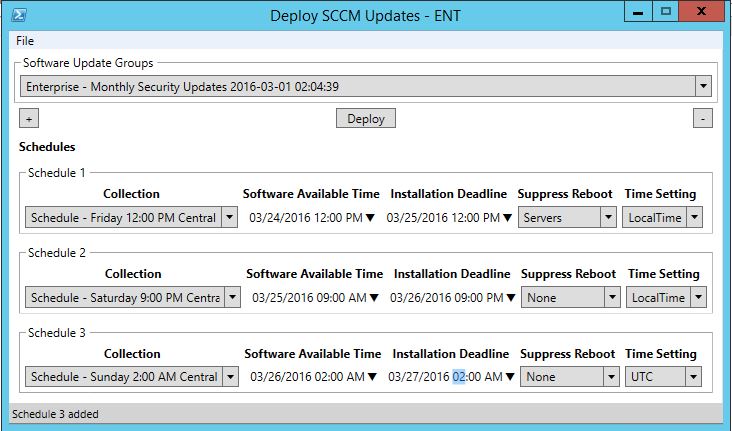 Deploy SCCM Updates - ENT
File
Software Update Groups
Enterprise - Monthly Security Updates 2016-03-01 02:04:39
+ Deploy -
Schedules
Schedule 1
Collection Software Available Time Installation Deadline Suppress Reboot Time Setting
Schedule - Friday 12:00 PM Central 03/24/2016 12:00 PM 03/25/2016 12:00 PM Servers LocalTime
Schedule 2
Collection Software Available Time Installation Deadline Suppress Reboot Time Setting
Schedule - Saturday 9:00 PM Centra 03/25/2016 09:00 AM 03/26/2016 09:00 PM None LocalTime
Schedule 3
Collection Software Available Time Installation Deadline Suppress Reboot Time Setting
Schedule - Sunday 2:00 AM Central 03/26/2016 02:00 AM 03/27/2016 02:00 AM None UTC
Schedule 3 added